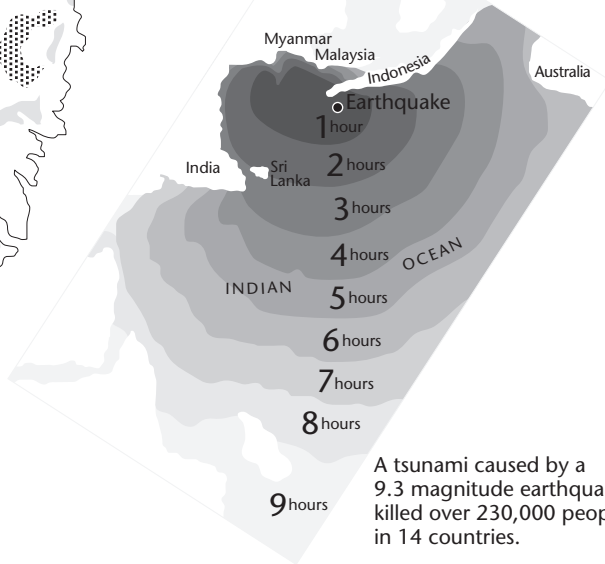 Myanmar
Malaysia
Indonesia
Australia
Earthquake
1 hour
India
Sri
Lanka
2 hours
3 hours
4 hours
OCEAN
INDIAN
5 hours
6 hours
7 hours
8 hours
9 hours
A tsunami caused by a
9.3 magnitude
killed over 230,000
in 14 countries.